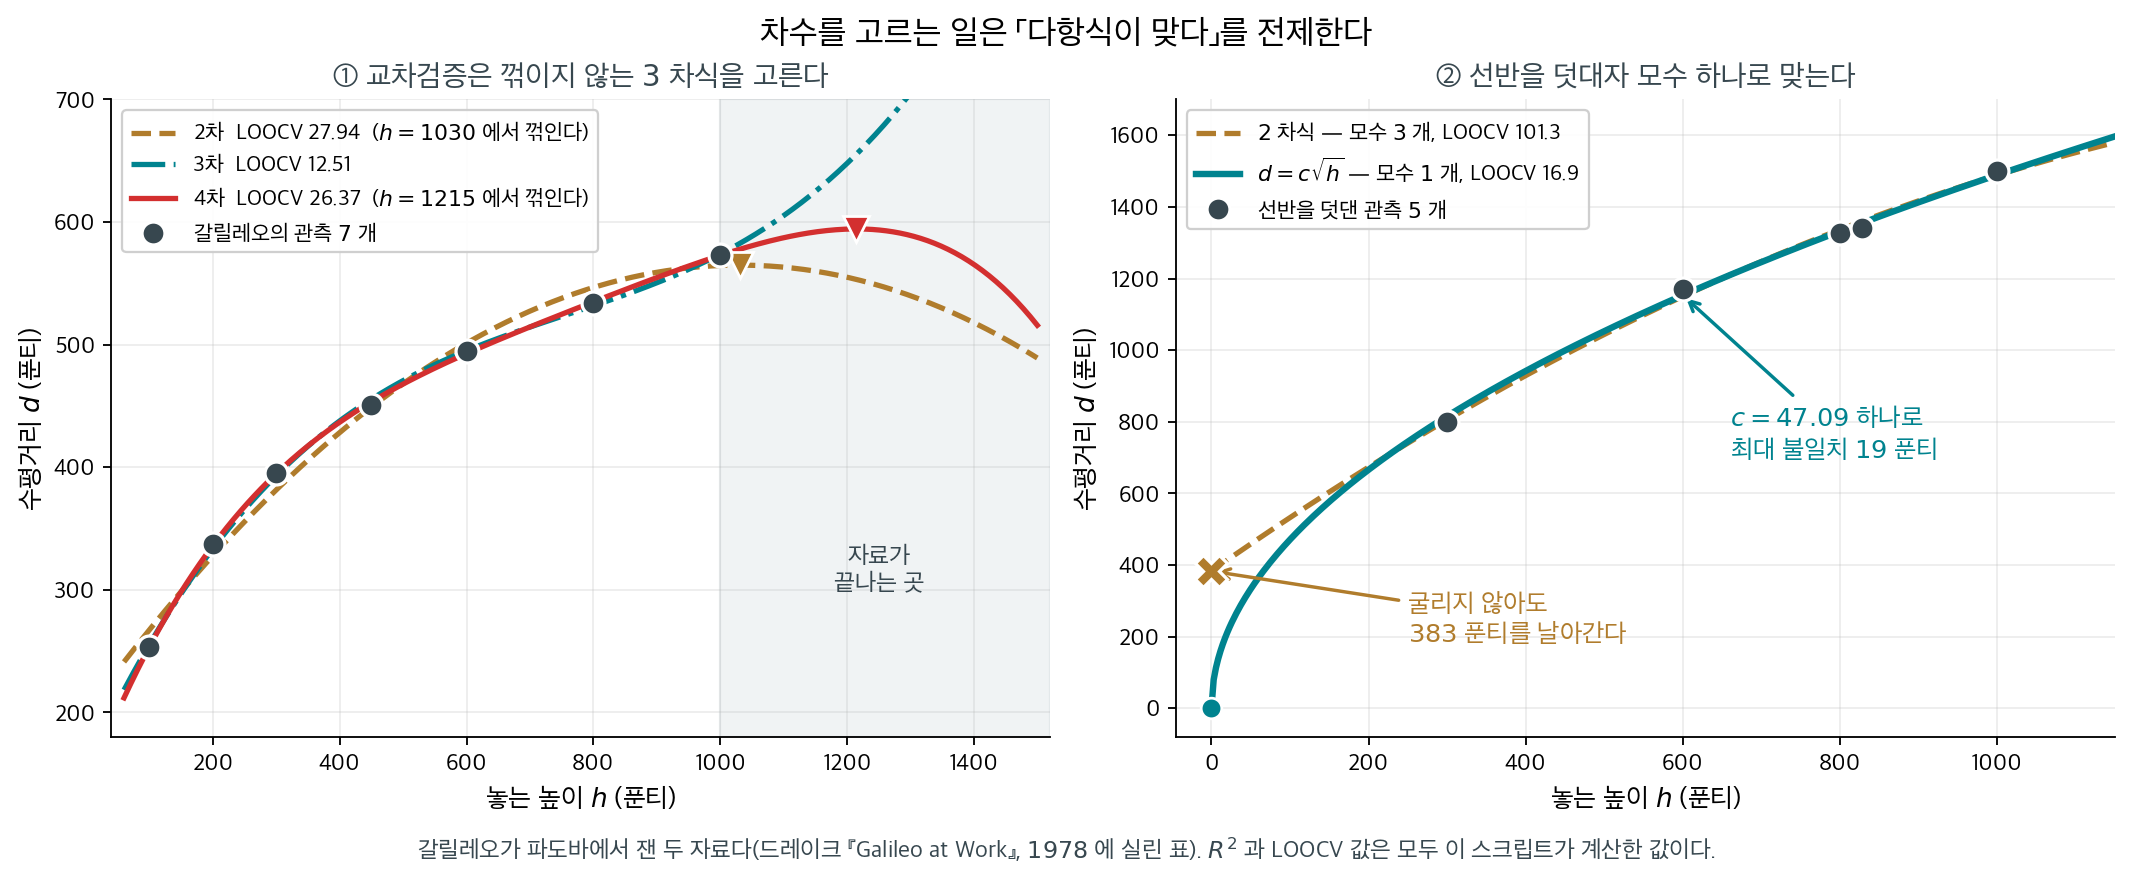 차수를 고르는 일은 「다항식이 맞다」를 전제한다
① 교차검증은 꺾이지 않는 3 차식을 고른다
700
600
500
400
300
200
수평거리 d (푼티)
2차 LOOCV 27.94 (h = 1030 에서 꺾인다)
3차 LOOCV 12.51
4차 LOOCV 26.37 (h = 1215 에서 꺾인다)
갈릴레오의 관측 7 개
자료가
끝나는 곳
200 400 600 800 1000 1200 1400
놓는 높이 h (푼티)
② 선반을 덧대자 모수 하나로 맞는다
1600
1400
1200
1000
800
600
400
200
0
수평거리 d (푼티)
2 차식 — 모수 3 개, LOOCV 101.3
d = c√h — 모수 1 개, LOOCV 16.9
선반을 덧댄 관측 5 개
c = 47.09 하나로
최대 불일치 19 푼티
굴리지 않아도
383 푼티를 날아간다
0 200 400 600 800 1000
놓는 높이 h (푼티)
갈릴레오가 파도바에서 잰 두 자료다(드레이크 『Galileo at Work』, 1978 에 실린 표). R² 과 LOOCV 값은 모두 이 스크립트가 계산한 값이다.